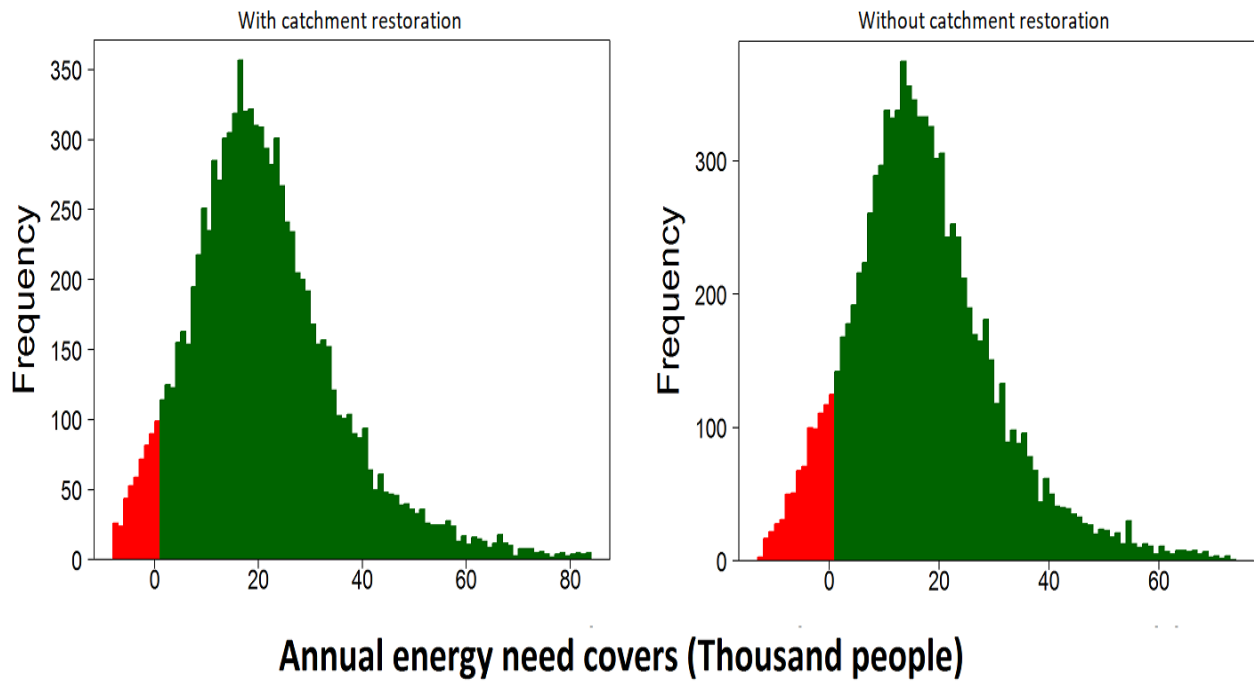 With catchment restoration
Without catchment restoration
350
300
250
200
150
100
50
0
Frequency
0 20 40 60 80
300
200
100
0
Frequency
0 20 40 60
Annual energy need covers (Thousand people)